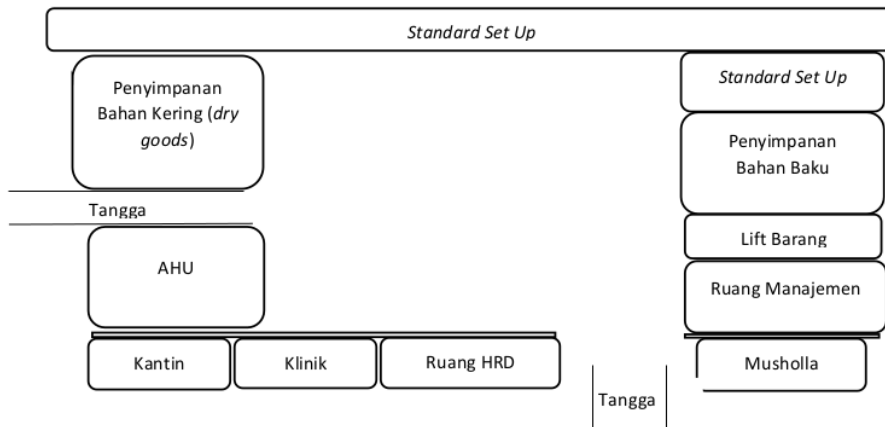 Standard Set Up
Penyimpanan
Bahan Kering (dry
goods)
Standard Set Up
Penyimpanan
Bahan Baku
Tangga
Lift Barang
AHU
Ruang Manajemen
Kantin
Klinik
Ruang HRD
Musholla
Tangga